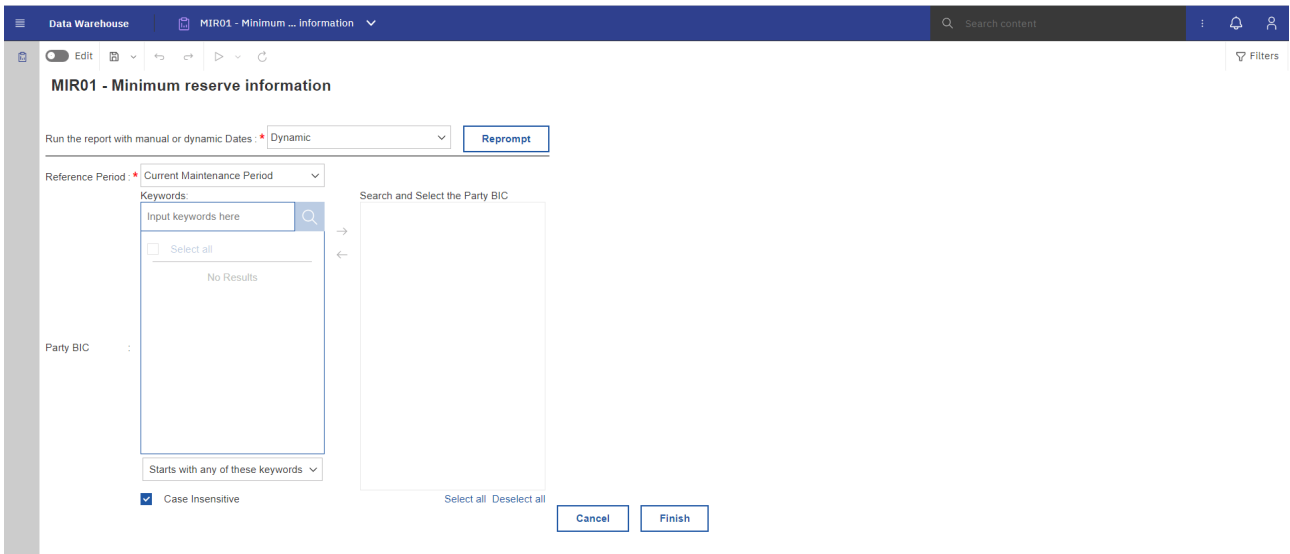 Data Warehouse
MIR01 - Minimum ... information
Search content
Edit
Filters
MIR01 - Minimum reserve information
Run the report with manual or dynamic Dates : * Dynamic
Reprompt
Reference Period : * Current Maintenance Period
Keywords:
Search and Select the Party BIC
Input keywords here
Select all
No Results
Party BIC :
Starts with any of these keywords
Case Insensitive
Select all Deselect all
Cancel
Finish